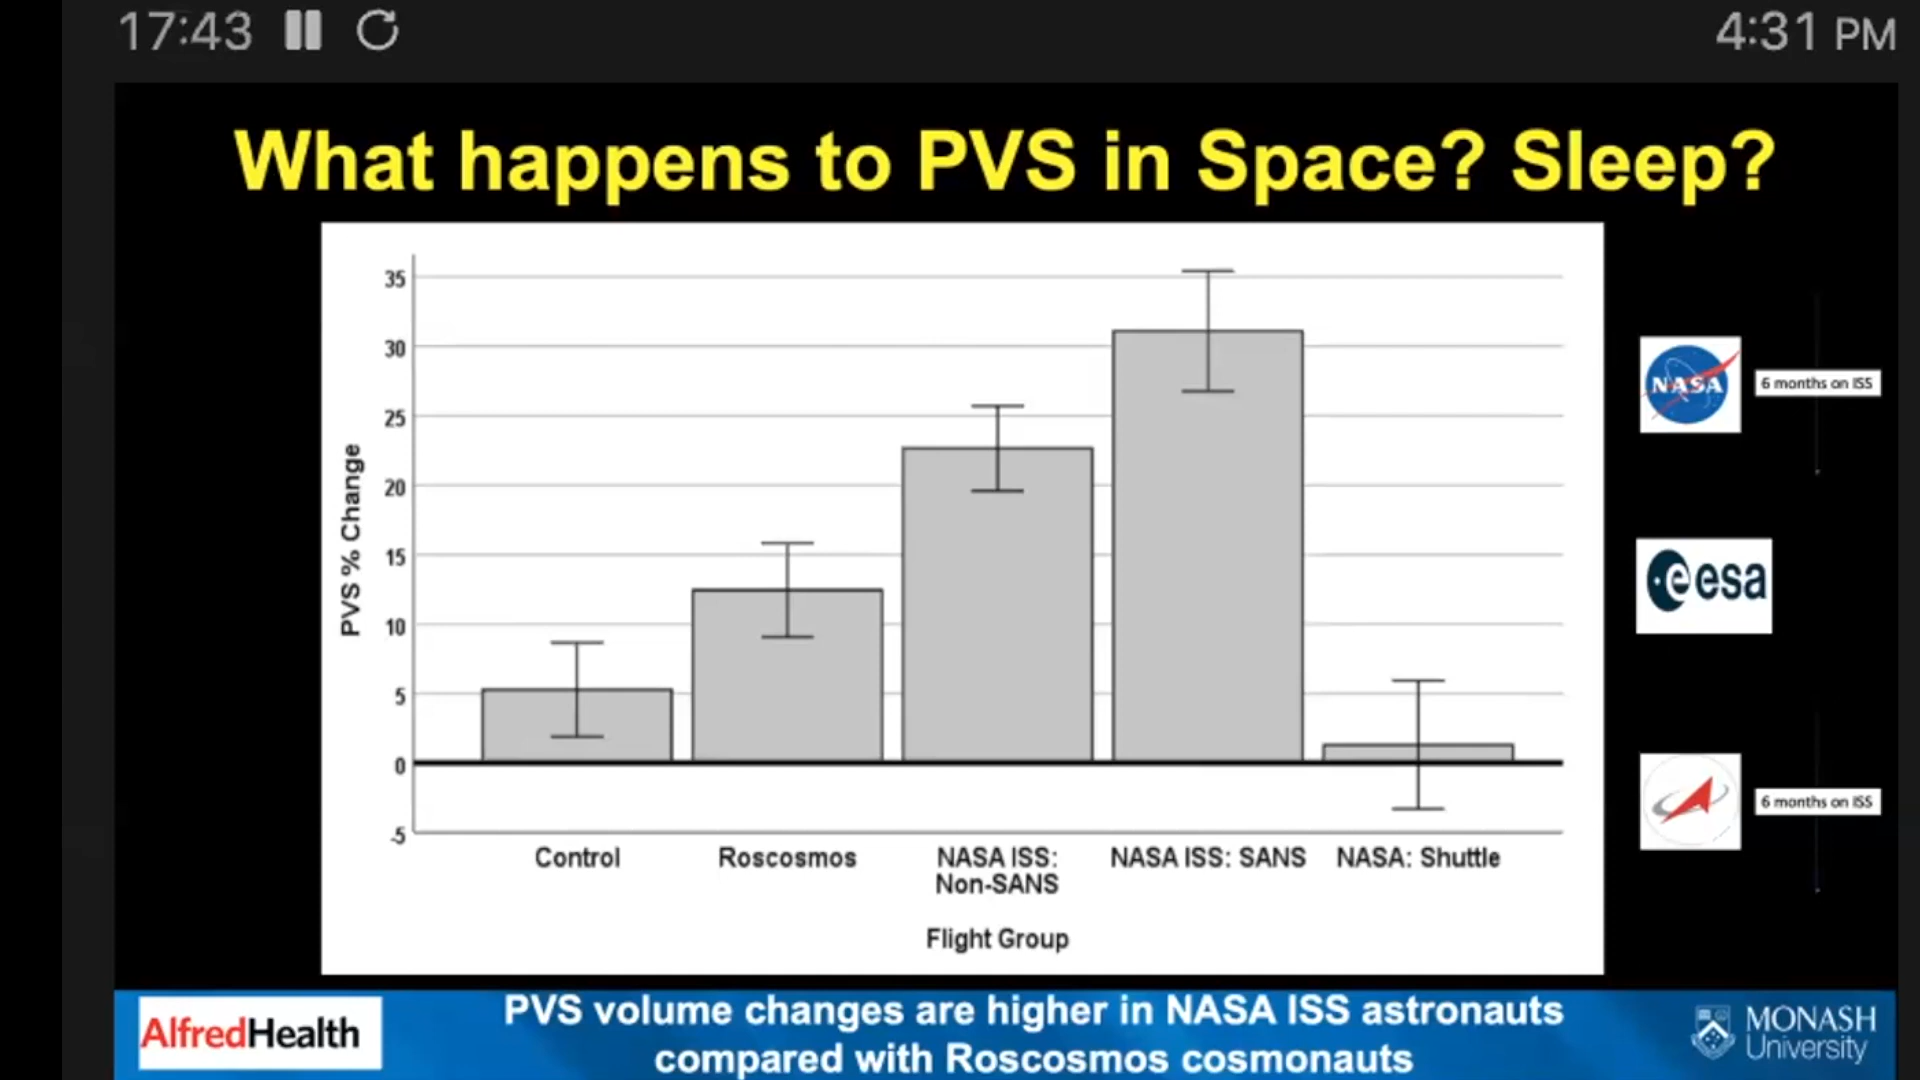 17:43
4:31 PM
What happens to PVS in Space? Sleep?
35
30
25
20
15
10
5
0
-5
PVS % Change
Control
Roscosmos
NASA ISS:
Non-SANS
NASA ISS: SANS
NASA: Shuttle
Flight Group
NASA
6 months on ISS
esa
6 months on ISS
PVS volume changes are higher in NASA ISS astronauts
compared with Roscosmos cosmonauts
AlfredHealth
MONASH
University